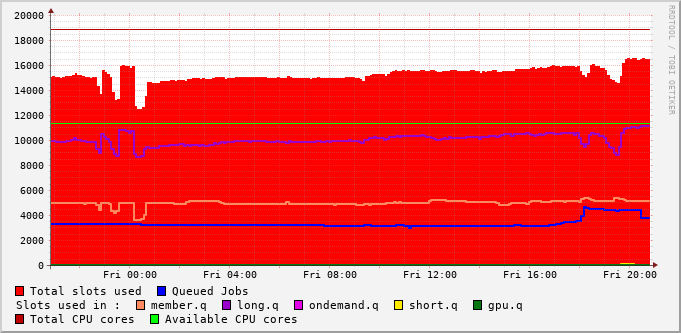 20000
18000
16000
14000
12000
10000
8000
6000
4000
2000
0
Fri 00:00 Fri 04:00 Fri 08:00 Fri 12:00 Fri 16:00 Fri 20:00
RRDTOOL / TOBI OETIKER
Total slots used Queued Jobs
Slots used in : member.q long.q ondemand.q short.q gpu.q
Total CPU cores Available CPU cores